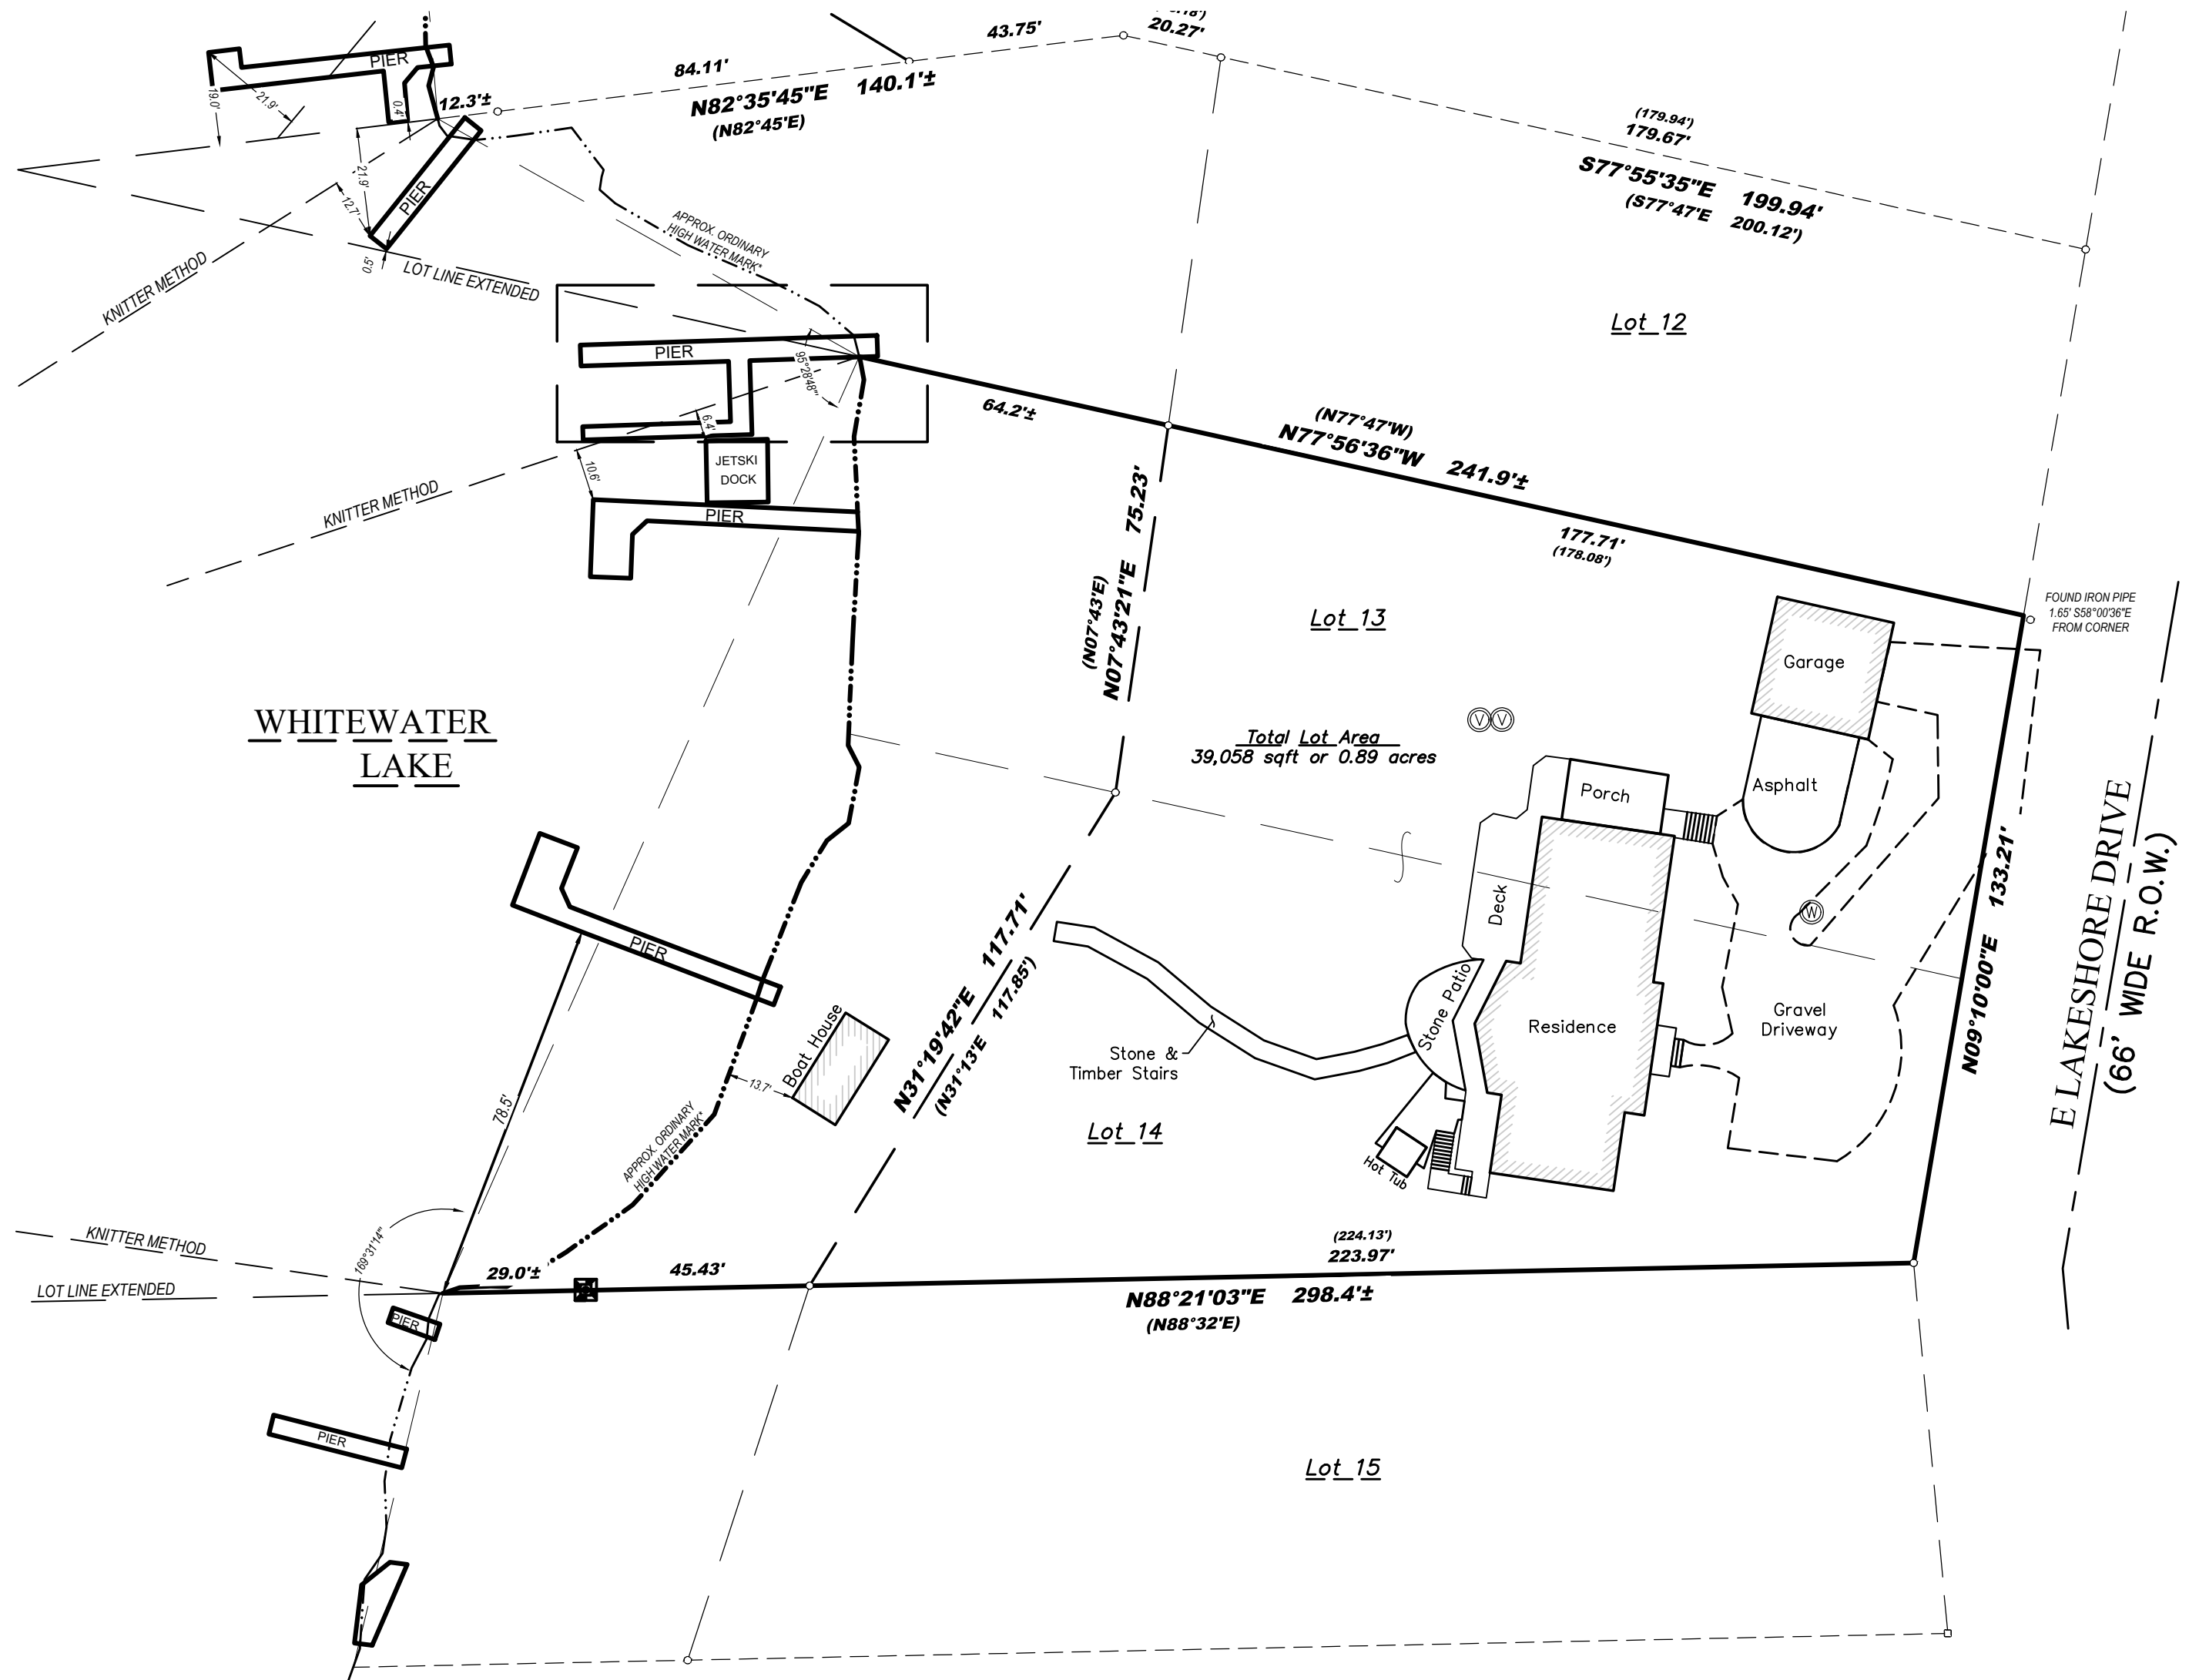 43.75'
20.27'
84.11'
N82°35'45"E 140.1'±
(N82°45'E)
12.3'±
PIER
19.0'
21.9'
0.4'
21.9'
12.7'
PIER
0.5'
KNITTER METHOD
LOT LINE EXTENDED
APPROX. ORDINARY
HIGH WATER MARK*
(179.94')
179.67'
S77°55'35"E 199.94'
(S77°47'E 200.12')
Lot 12
PIER
95°28'48"
6.4'
10.6'
JETSKI
DOCK
PIER
KNITTER METHOD
64.2'±
(N77°47'W)
N77°56'36"W 241.9'±
177.71'
(178.08')
(N07°43'E)
N07°43'21"E 75.23'
FOUND IRON PIPE
1.65' S58°00'36"E
FROM CORNER
Lot 13
Garage
WHITEWATER
LAKE
Total Lot Area
39,058 sqft or 0.89 acres
V V
Porch
Asphalt
Deck
W
N09°10'00"E 133.21'
E LAKESHORE DRIVE
(66' WIDE R.O.W.)
PIER
78.5'
Boat House
13.7'
APPROX. ORDINARY
HIGH WATER MARK*
N31°19'42"E 117.71'
(N31°13'E 117.85')
Stone Patio
Residence
Gravel
Driveway
Stone &
Timber Stairs
Lot 14
Hot Tub
KNITTER METHOD
LOT LINE EXTENDED
169°31'14"
29.0'±
45.43'
(224.13')
223.97'
N88°21'03"E 298.4'±
(N88°32'E)
PIER
PIER
Lot 15